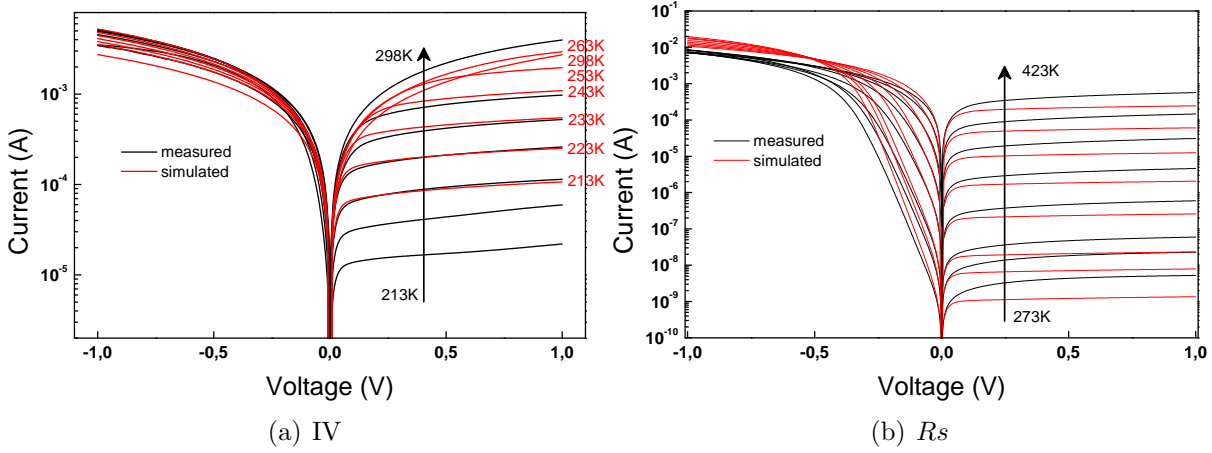 Current (A)
10^-3
10^-4
10^-5
298K
213K
263K
298K
253K
243K
233K
223K
213K
measured
simulated
-1,0 -0,5 0,0 0,5 1,0
Voltage (V)
(a) IV
Current (A)
10^-1
10^-2
10^-3
10^-4
10^-5
10^-6
10^-7
10^-8
10^-9
10^-10
423K
273K
measured
simulated
-1,0 -0,5 0,0 0,5 1,0
Voltage (V)
(b) Rs